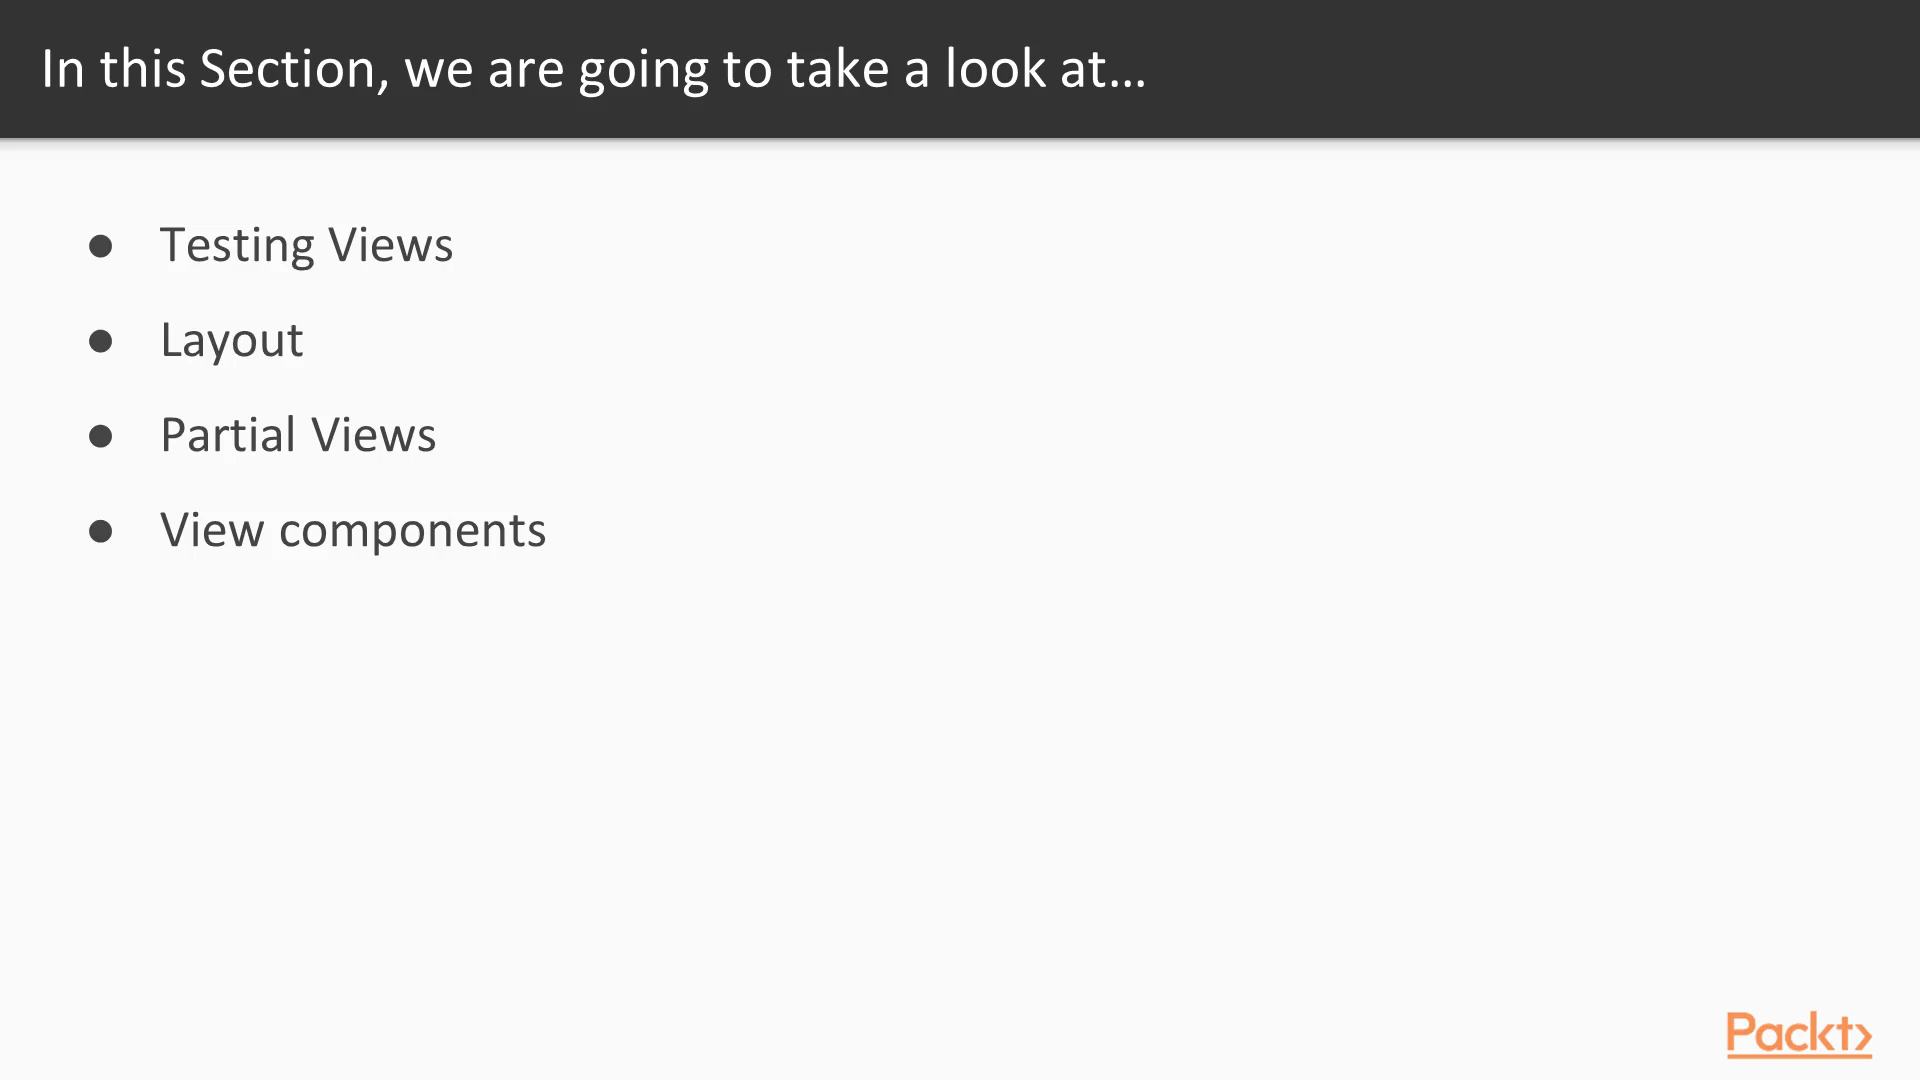 In this Section, we are going to take a look at…
● Testing Views
● Layout
● Partial Views
● View components
Packt>